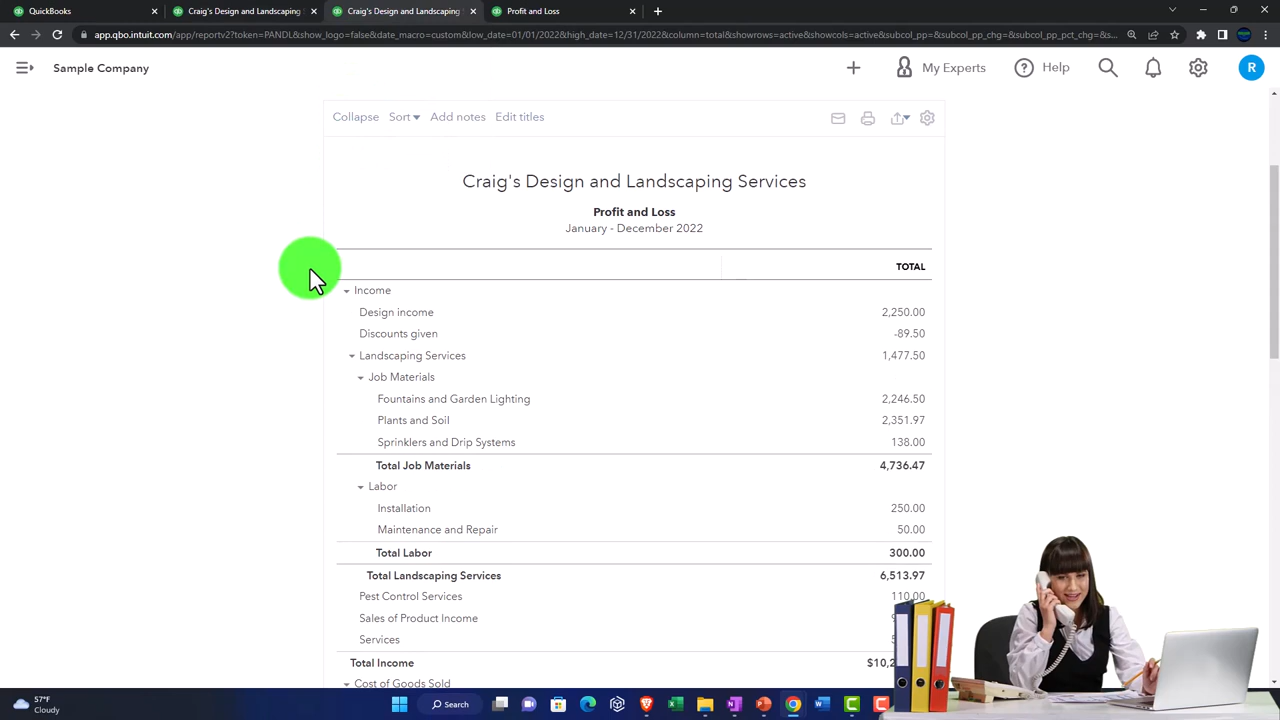 QuickBooks
Craig's Design and Landscaping
Craig's Design and Landscaping
Profit and Loss
app.qbo.intuit.com/app/reportv2?token=PANDL&show_logo=false&date_macro=custom&low_date=01/01/2022&high_date=12/31/2022&column=total&showrows=active&showcols=active&subcol_pp=&subcol_pp_chg=&subcol_pp_pct_chg=&s...
Sample Company
My Experts
Help
R
Collapse Sort Add notes Edit titles
Craig's Design and Landscaping Services
Profit and Loss
January - December 2022
TOTAL
Income
Design income 2,250.00
Discounts given -89.50
Landscaping Services 1,477.50
Job Materials
Fountains and Garden Lighting 2,246.50
Plants and Soil 2,351.97
Sprinklers and Drip Systems 138.00
Total Job Materials 4,736.47
Labor
Installation 250.00
Maintenance and Repair 50.00
Total Labor 300.00
Total Landscaping Services 6,513.97
Pest Control Services 110.00
Sales of Product Income
Services
Total Income
Cost of Goods Sold
57°F
Cloudy
Search